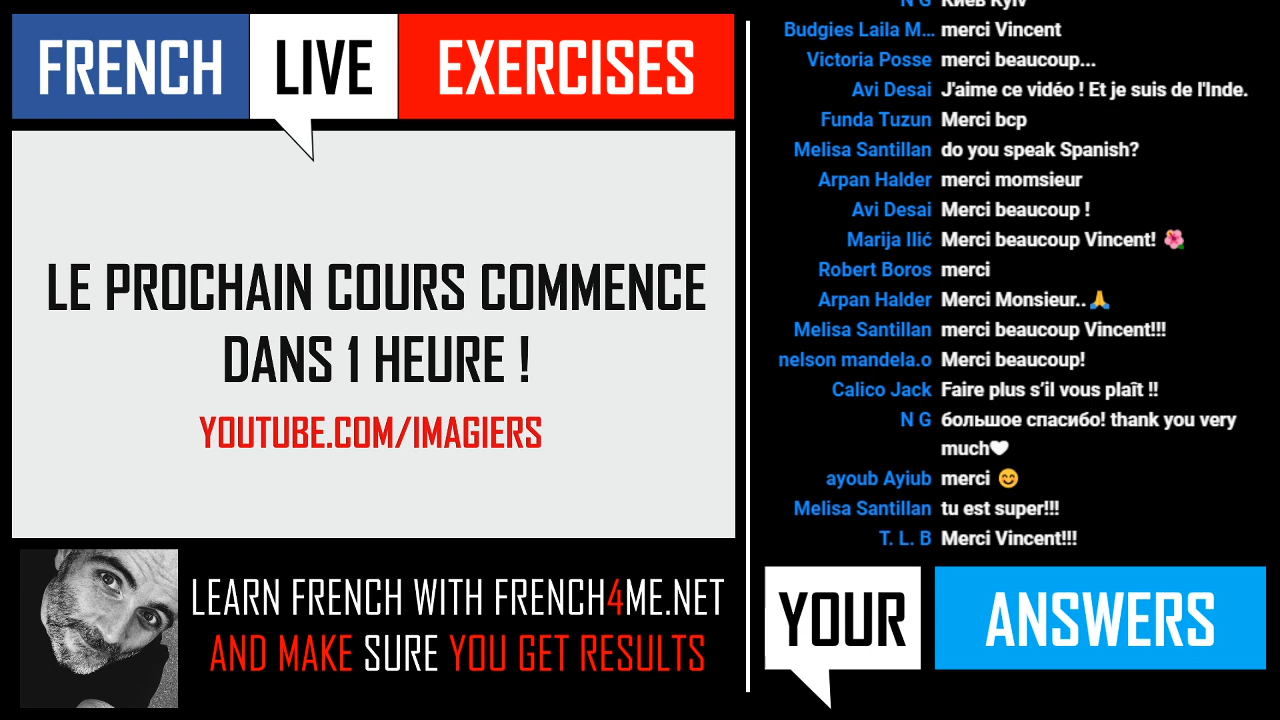 FRENCH LIVE EXERCISES
LE PROCHAIN COURS COMMENCE
DANS 1 HEURE !
YOUTUBE.COM/IMAGIERS
LEARN FRENCH WITH FRENCH4ME.NET
AND MAKE SURE YOU GET RESULTS
N G Киев Kyiv
Budgies Laila M... merci Vincent
Victoria Posse merci beaucoup...
Avi Desai J'aime ce vidéo ! Et je suis de l'Inde.
Funda Tuzun Merci bcp
Melisa Santillan do you speak Spanish?
Arpan Halder merci momsieur
Avi Desai Merci beaucoup !
Marija Ilić Merci beaucoup Vincent! 🌺
Robert Boros merci
Arpan Halder Merci Monsieur..🙏
Melisa Santillan merci beaucoup Vincent!!!
nelson mandela.o Merci beaucoup!
Calico Jack Faire plus s’il vous plaît !!
N G большое спасибо! thank you very
much🤍
ayoub Ayiub merci 😊
Melisa Santillan tu est super!!!
T. L. B Merci Vincent!!!
YOUR ANSWERS